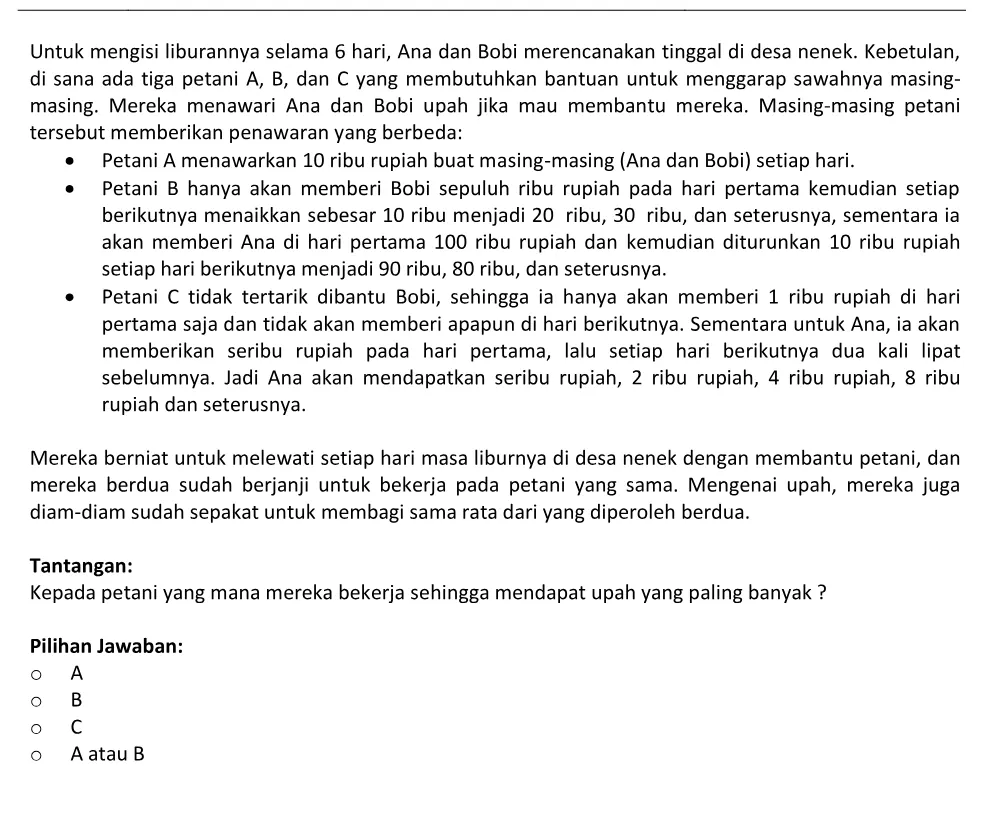 Untuk mengisi liburannya selama 6 hari, Ana dan Bobi merencanakan tinggal di desa nenek. Kebetulan,
di sana ada tiga petani A, B, dan C yang membutuhkan bantuan untuk menggarap sawahnya masing-
masing. Mereka menawari Ana dan Bobi upah jika mau membantu mereka. Masing-masing petani
tersebut memberikan penawaran yang berbeda:
• Petani A menawarkan 10 ribu rupiah buat masing-masing (Ana dan Bobi) setiap hari.
• Petani B hanya akan memberi Bobi sepuluh ribu rupiah pada hari pertama kemudian setiap
berikutnya menaikkan sebesar 10 ribu menjadi 20 ribu, 30 ribu, dan seterusnya, sementara ia
akan memberi Ana di hari pertama 100 ribu rupiah dan kemudian diturunkan 10 ribu rupiah
setiap hari berikutnya menjadi 90 ribu, 80 ribu, dan seterusnya.
• Petani C tidak tertarik dibantu Bobi, sehingga ia hanya akan memberi 1 ribu rupiah di hari
pertama saja dan tidak akan memberi apapun di hari berikutnya. Sementara untuk Ana, ia akan
memberikan seribu rupiah pada hari pertama, lalu setiap hari berikutnya dua kali lipat
sebelumnya. Jadi Ana akan mendapatkan seribu rupiah, 2 ribu rupiah, 4 ribu rupiah, 8 ribu
rupiah dan seterusnya.
Mereka berniat untuk melewati setiap hari masa liburnya di desa nenek dengan membantu petani, dan
mereka berdua sudah berjanji untuk bekerja pada petani yang sama. Mengenai upah, mereka juga
diam-diam sudah sepakat untuk membagi sama rata dari yang diperoleh berdua.
Tantangan:
Kepada petani yang mana mereka bekerja sehingga mendapat upah yang paling banyak ?
Pilihan Jawaban:
○ A
○ B
○ C
○ A atau B